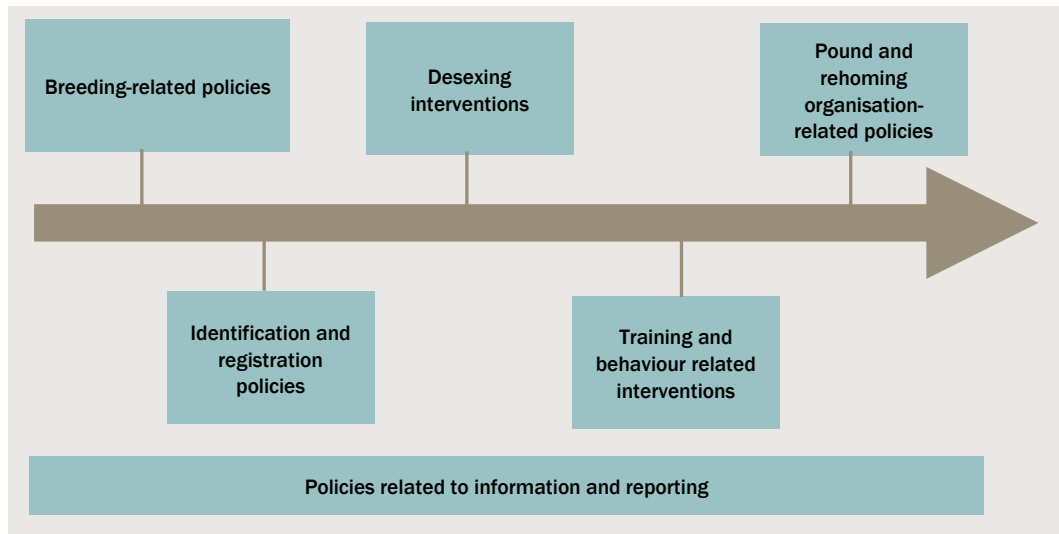 Breeding-related policies
Desexing
interventions
Pound and
rehoming
organisation-
related policies
Identification and
registration
policies
Training and
behaviour related
interventions
Policies related to information and reporting